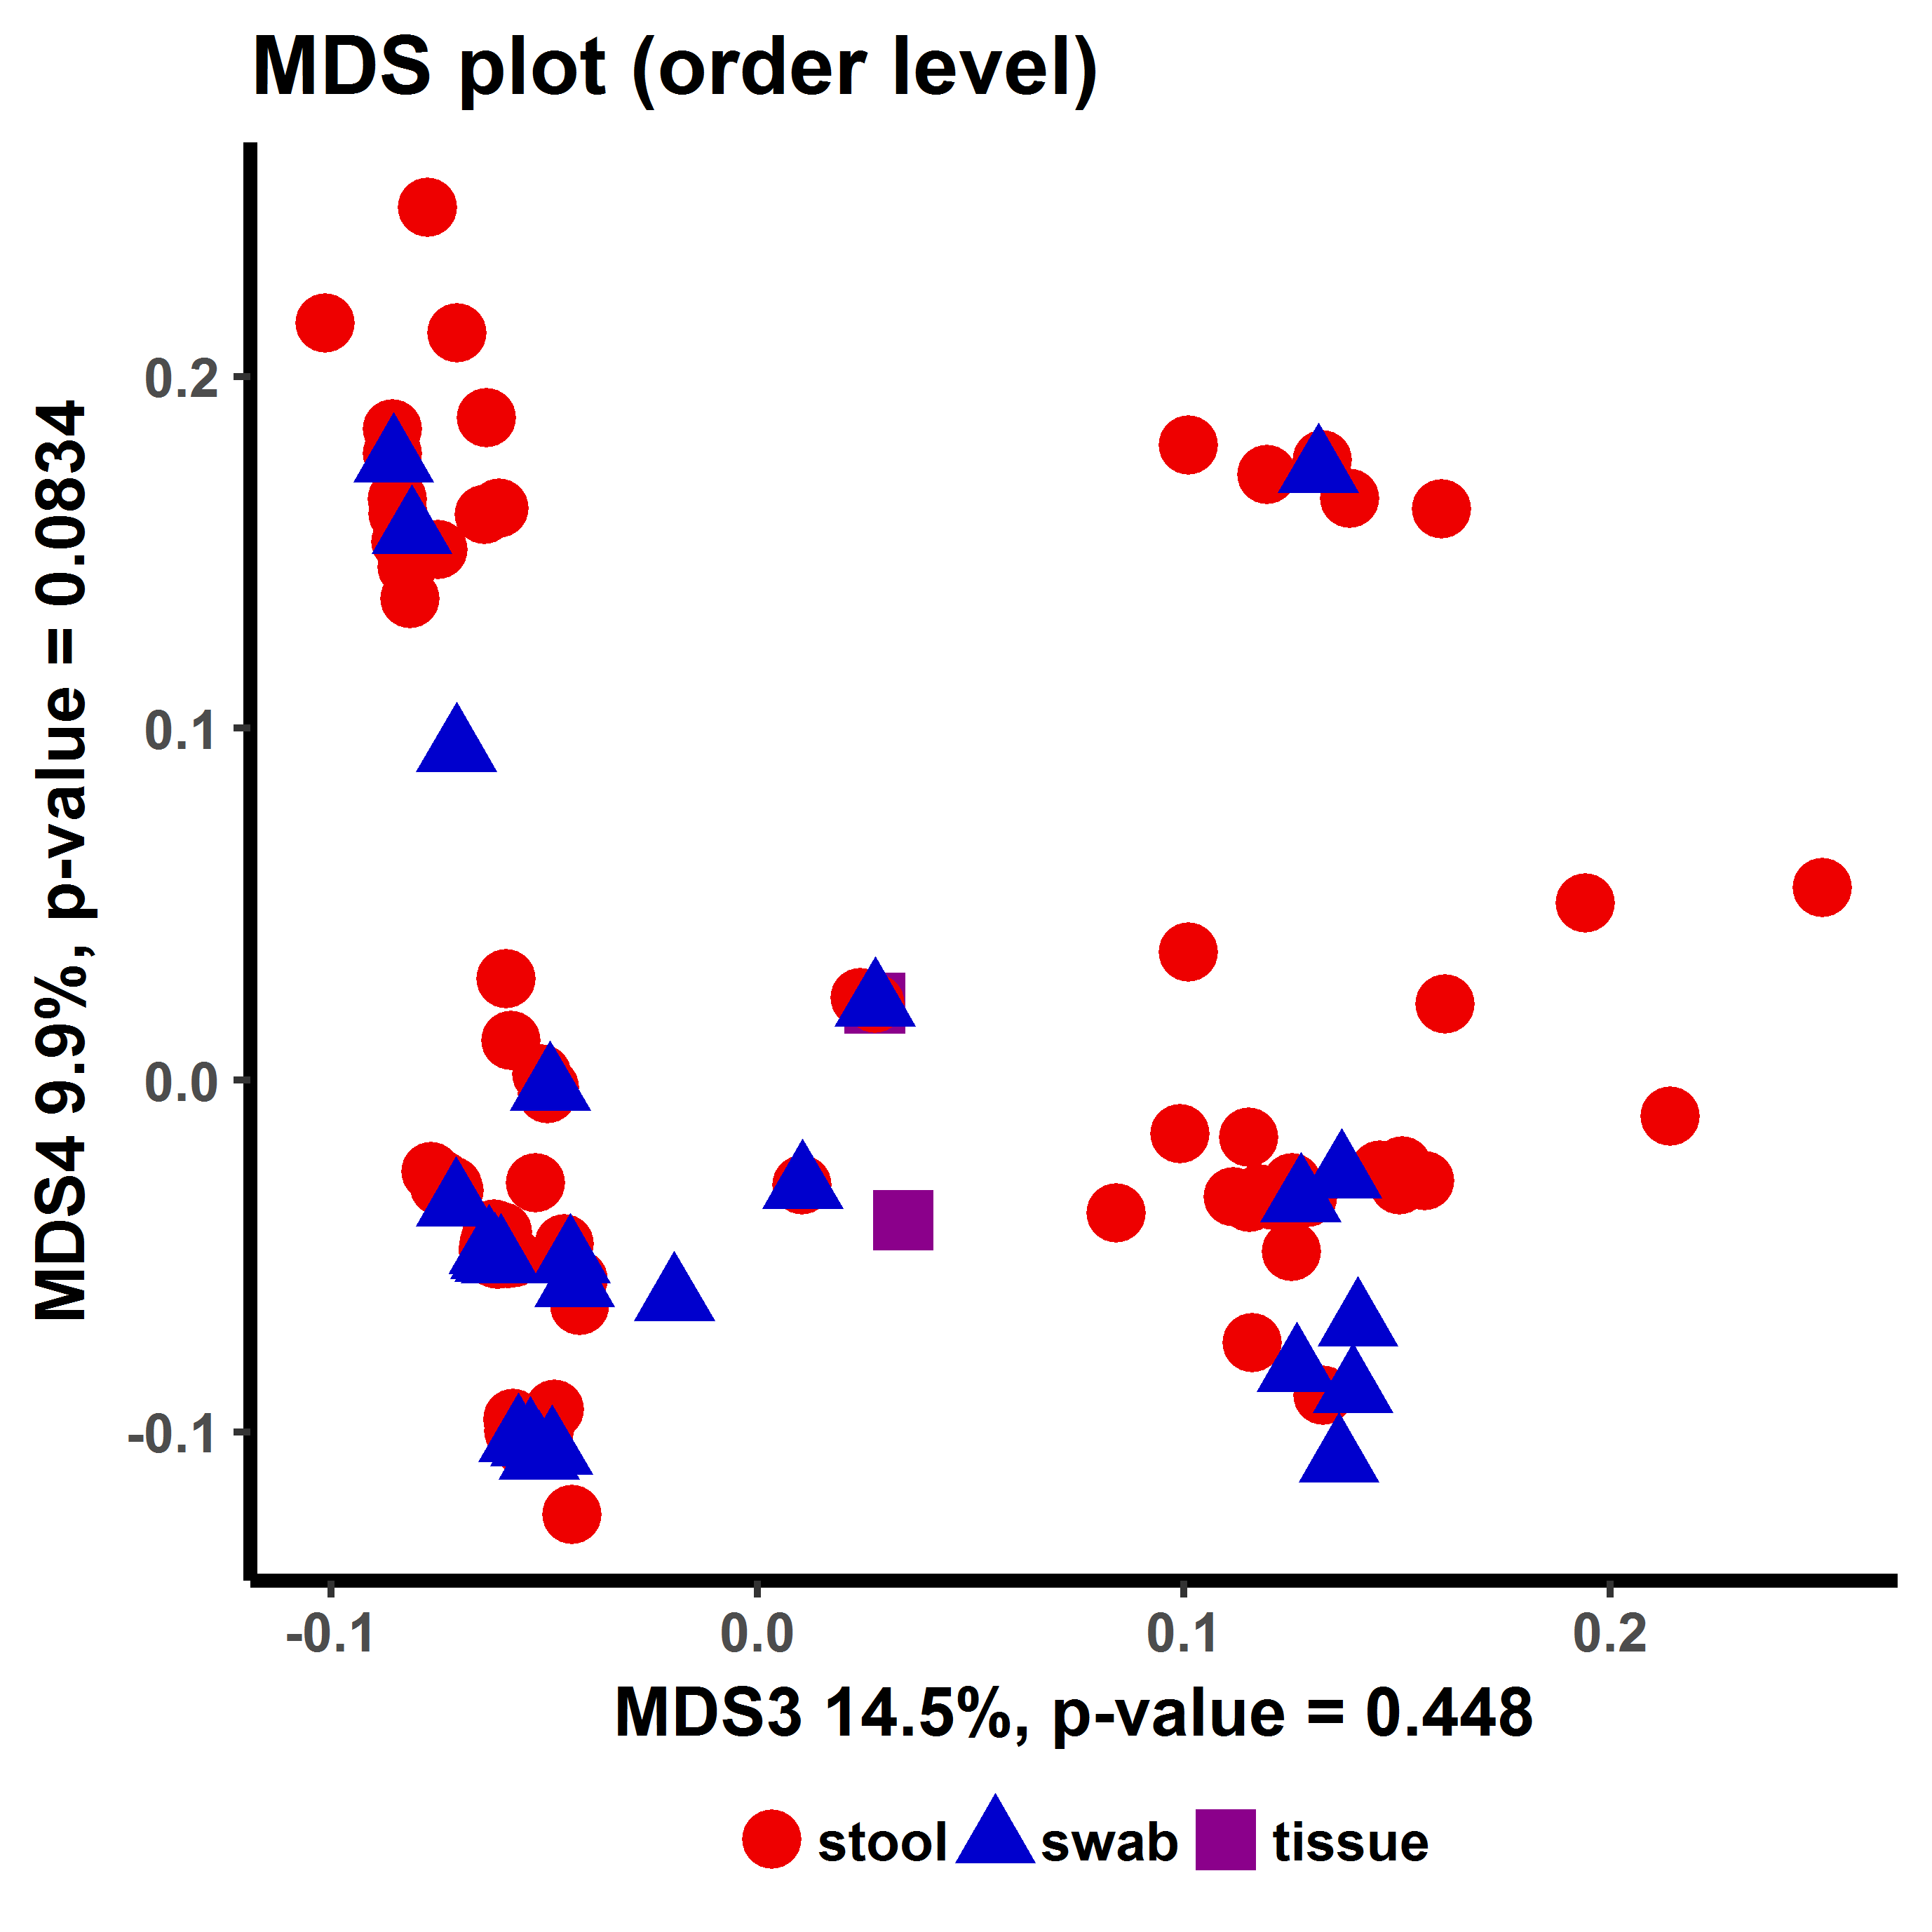 MDS plot (order level)
MDS4 9.9%, p-value = 0.0834
0.2
0.1
0.0
-0.1
-0.1 0.0 0.1 0.2
MDS3 14.5%, p-value = 0.448
stool swab tissue